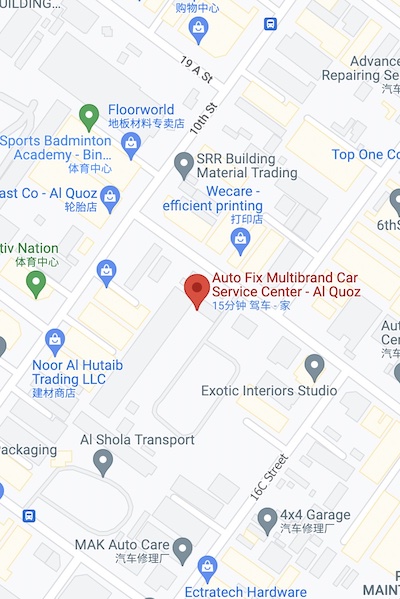 BUILDING...
购物中心
19 A St
Advance
Repairing Se
汽车
10th St
Floorworld
地板材料专卖店
Sports Badminton
Academy - Bin...
体育中心
SRR Building
Material Trading
Top One Co
ast Co - Al Quoz
轮胎店
Wecare -
efficient printing
打印店
6th
tiv Nation
体育中心
Auto Fix Multibrand Car
Service Center - Al Quoz
15分钟 驾车 - 家
Aut
Cen
汽车
Noor Al Hutaib
Trading LLC
建材商店
Exotic Interiors Studio
Packaging
Al Shola Transport
16C Street
4x4 Garage
汽车修理厂
MAK Auto Care
汽车修理厂
P
MAIN
Ectratech Hardware